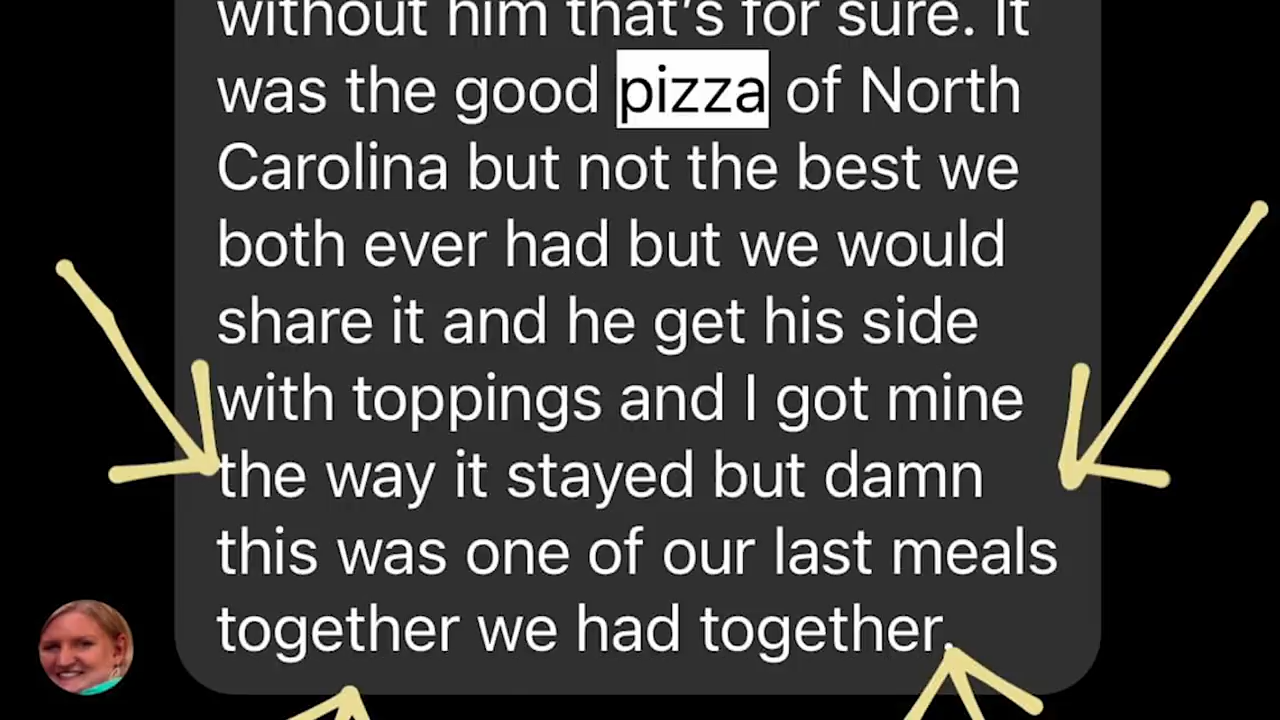 without him that's for sure. It
was the good pizza of North
Carolina but not the best we
both ever had but we would
share it and he get his side
with toppings and I got mine
the way it stayed but damn
this was one of our last meals
together we had together.